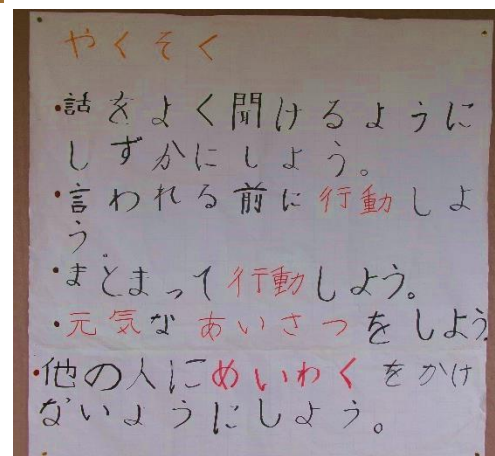 やくそく
・話をよく聞けるように
しずかにしよう。
・言われる前に行動しよ
う。
・まとまって行動しよう。
・元気なあいさつをしよう
・他の人にめいわくをかけ
ないようにしよう。